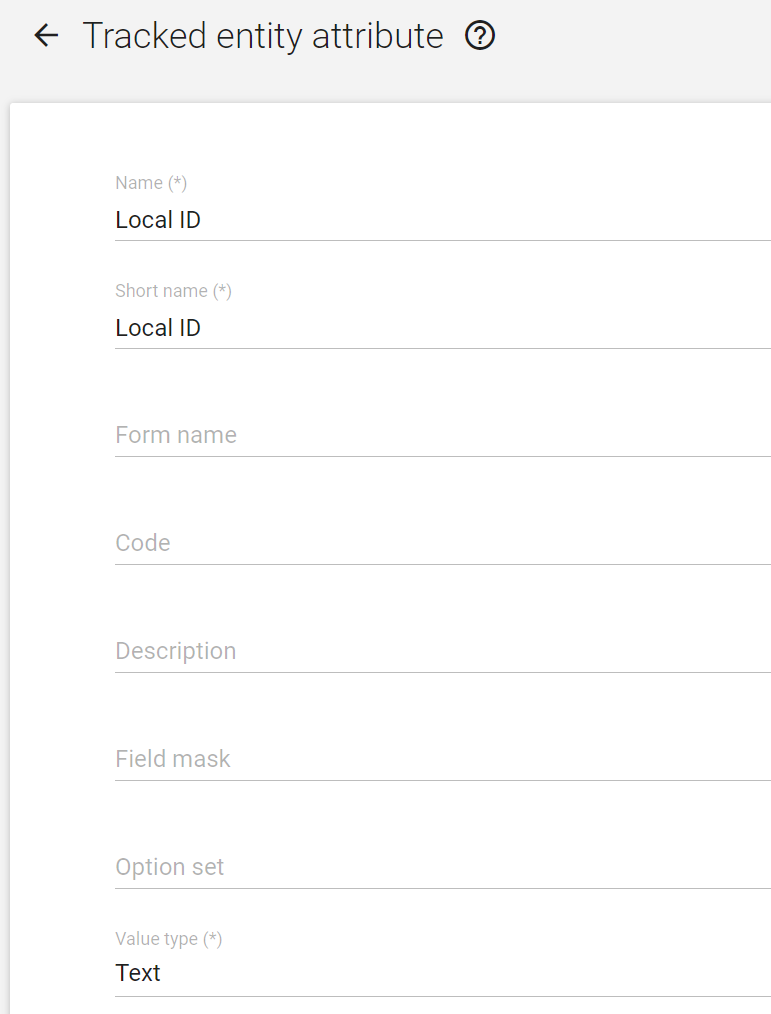 Tracked entity attribute
Name (*)
Local ID
Short name (*)
Local ID
Form name
Code
Description
Field mask
Option set
Value type (*)
Text